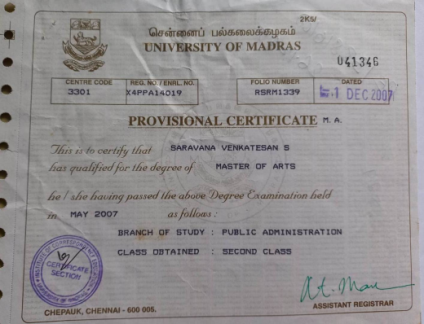 2KS/
சென்னைப் பல்கலைக்கழகம்
UNIVERSITY OF MADRAS
041346
CENTRE CODE REG. NO / ENRL. NO. FOLIO NUMBER DATED
3301 X4PPA14019 RSRM1339 -1 DEC 2007
PROVISIONAL CERTIFICATE M.A.
This is to certify that SARAVANA VENKATESAN S
has qualified for the degree of MASTER OF ARTS
he / she having passed the above Degree Examination held
in MAY 2007 as follows :
BRANCH OF STUDY : PUBLIC ADMINISTRATION
CLASS OBTAINED : SECOND CLASS
CERTIFICATE
SECTION
ASSISTANT REGISTRAR
CHEPAUK, CHENNAI - 600 005.